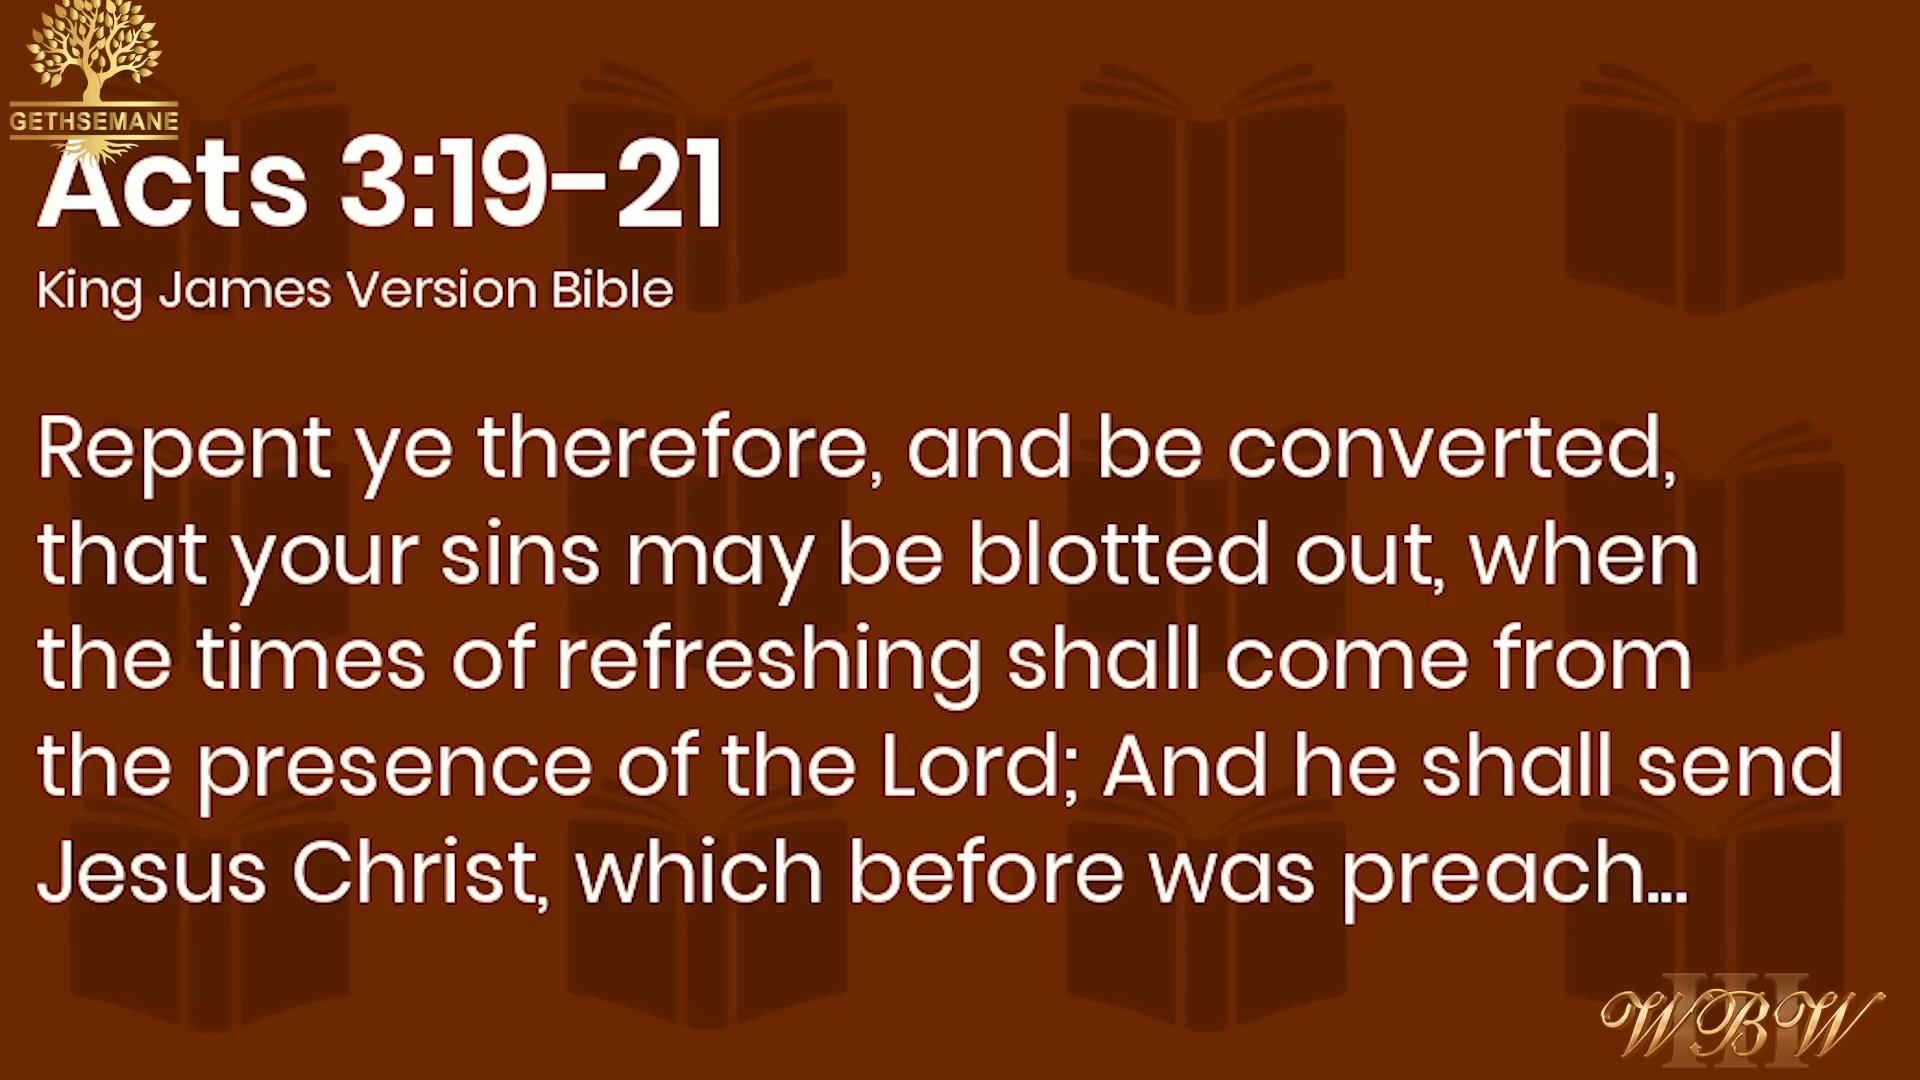 GETHSEMANE
Acts 3:19-21
King James Version Bible
Repent ye therefore, and be converted,
that your sins may be blotted out, when
the times of refreshing shall come from
the presence of the Lord; And he shall send
Jesus Christ, which before was preach...
III
WBW